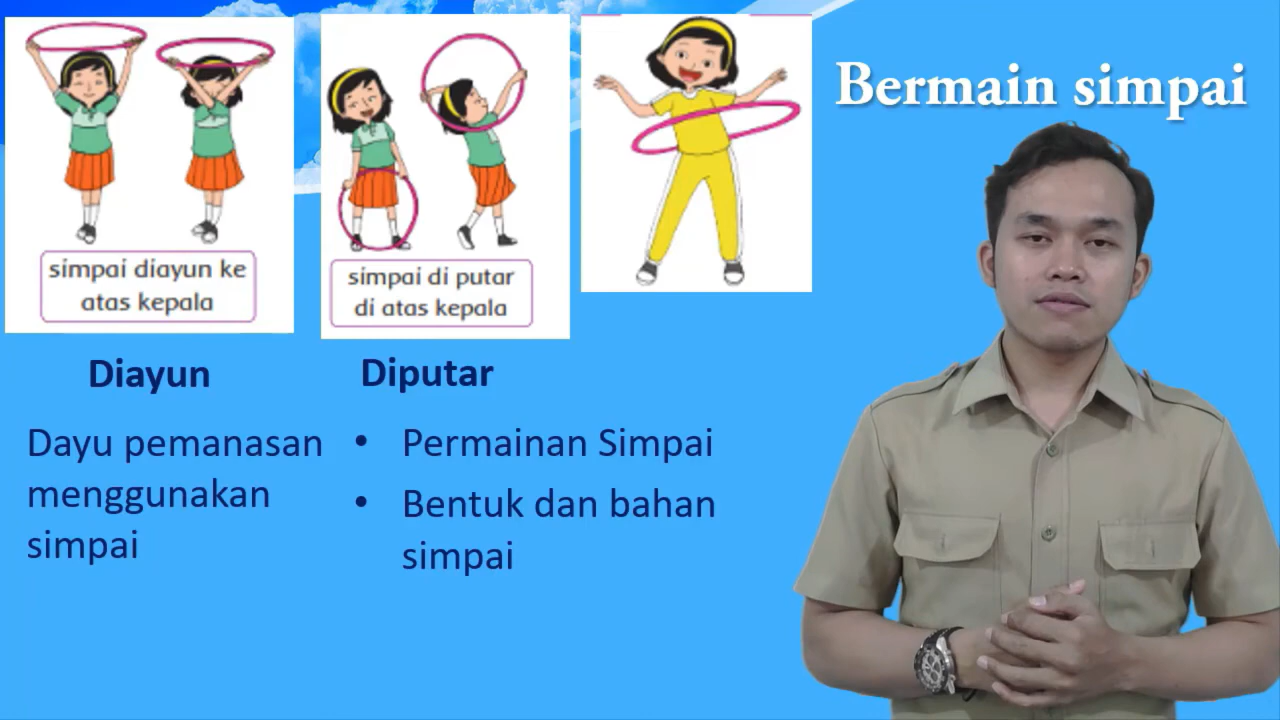 Bermain simpai
simpai diayun ke
atas kepala
simpai di putar
di atas kepala
Diayun
Diputar
Dayu pemanasan
menggunakan
simpai
• Permainan Simpai
• Bentuk dan bahan
simpai